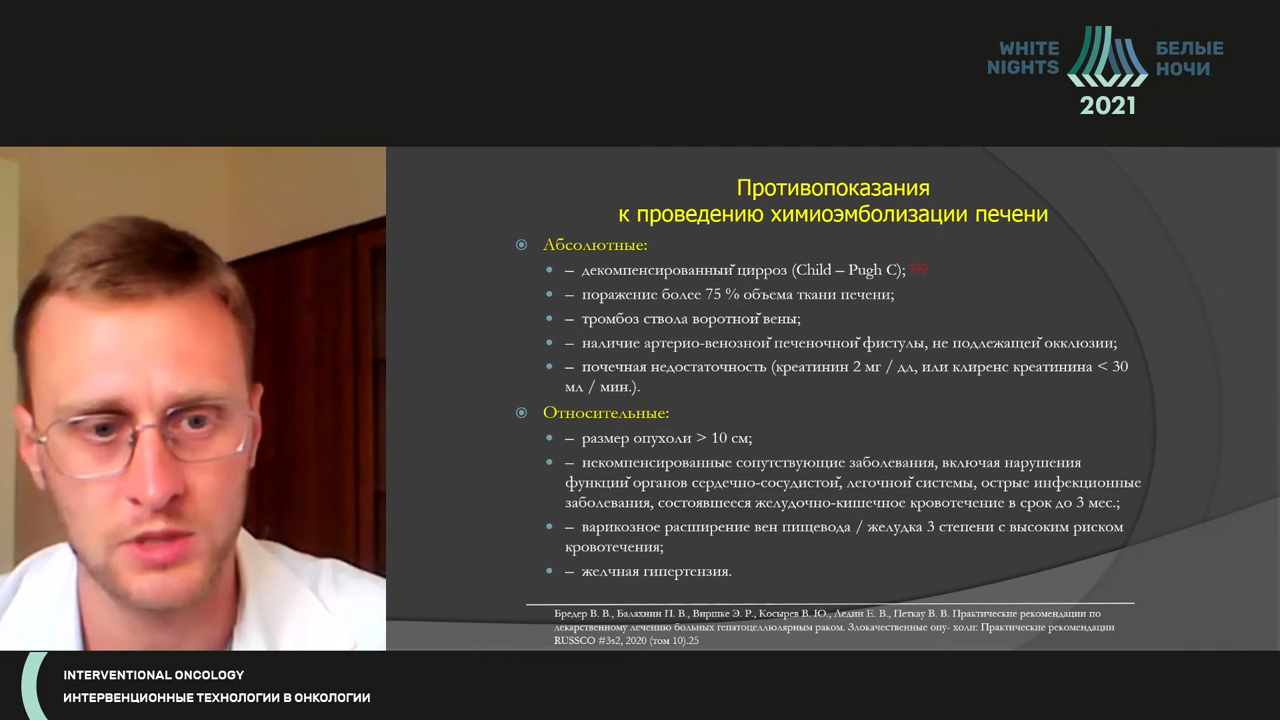 WHITE NIGHTS
БЕЛЫЕ НОЧИ
2021
Противопоказания
к проведению химиоэмболизации печени
Абсолютные:
– декомпенсированный цирроз (Child – Pugh C); ???
– поражение более 75 % объема ткани печени;
– тромбоз ствола воротной вены;
– наличие артерио-венозной печеночной фистулы, не подлежащей окклюзии;
– почечная недостаточность (креатинин 2 мг / дл, или клиренс креатинина < 30
мл / мин.).
Относительные:
– размер опухоли > 10 см;
– некомпенсированные сопутствующие заболевания, включая нарушения
функций органов сердечно-сосудистой, легочной системы, острые инфекционные
заболевания, состоявшееся желудочно-кишечное кровотечение в срок до 3 мес.;
– варикозное расширение вен пищевода / желудка 3 степени с высоким риском
кровотечения;
– желчная гипертензия.
Бредер В. В., Балахнин П. В., Виршке Э. Р., Косырев В. Ю., Ледин Е. В., Петкау В. В. Практические рекомендации по
лекарственному лечению больных гепатоцеллюлярным раком. Злокачественные опу- холи: Практические рекомендации
RUSSCO #3s2, 2020 (том 10).25
INTERVENTIONAL ONCOLOGY
ИНТЕРВЕНЦИОННЫЕ ТЕХНОЛОГИИ В ОНКОЛОГИИ